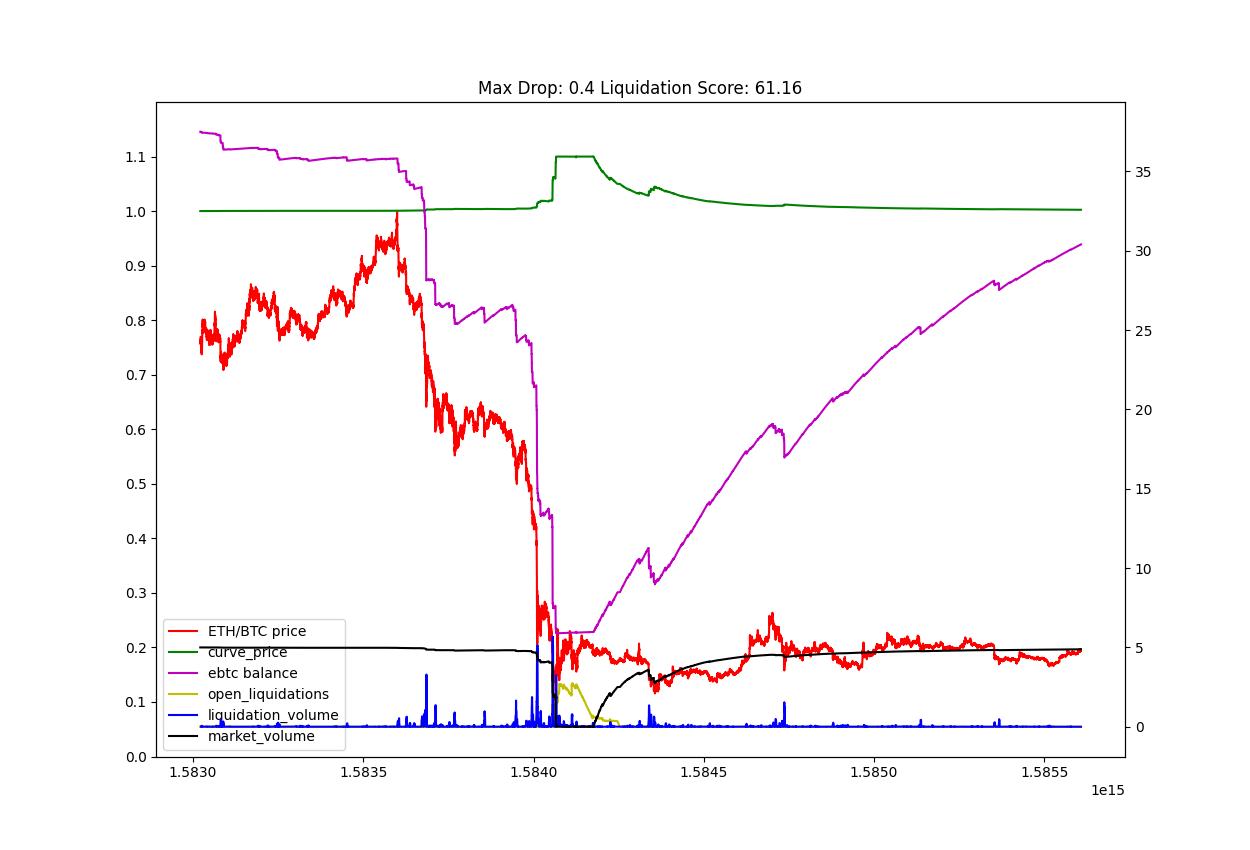 Max Drop: 0.4 Liquidation Score: 61.16
1.1
1.0
0.9
0.8
0.7
0.6
0.5
0.4
0.3
0.2
0.1
0.0
35
30
25
20
15
10
5
0
ETH/BTC price
curve_price
ebtc balance
open_liquidations
liquidation_volume
market_volume
1.5830 1.5835 1.5840 1.5845 1.5850 1.5855
1e15